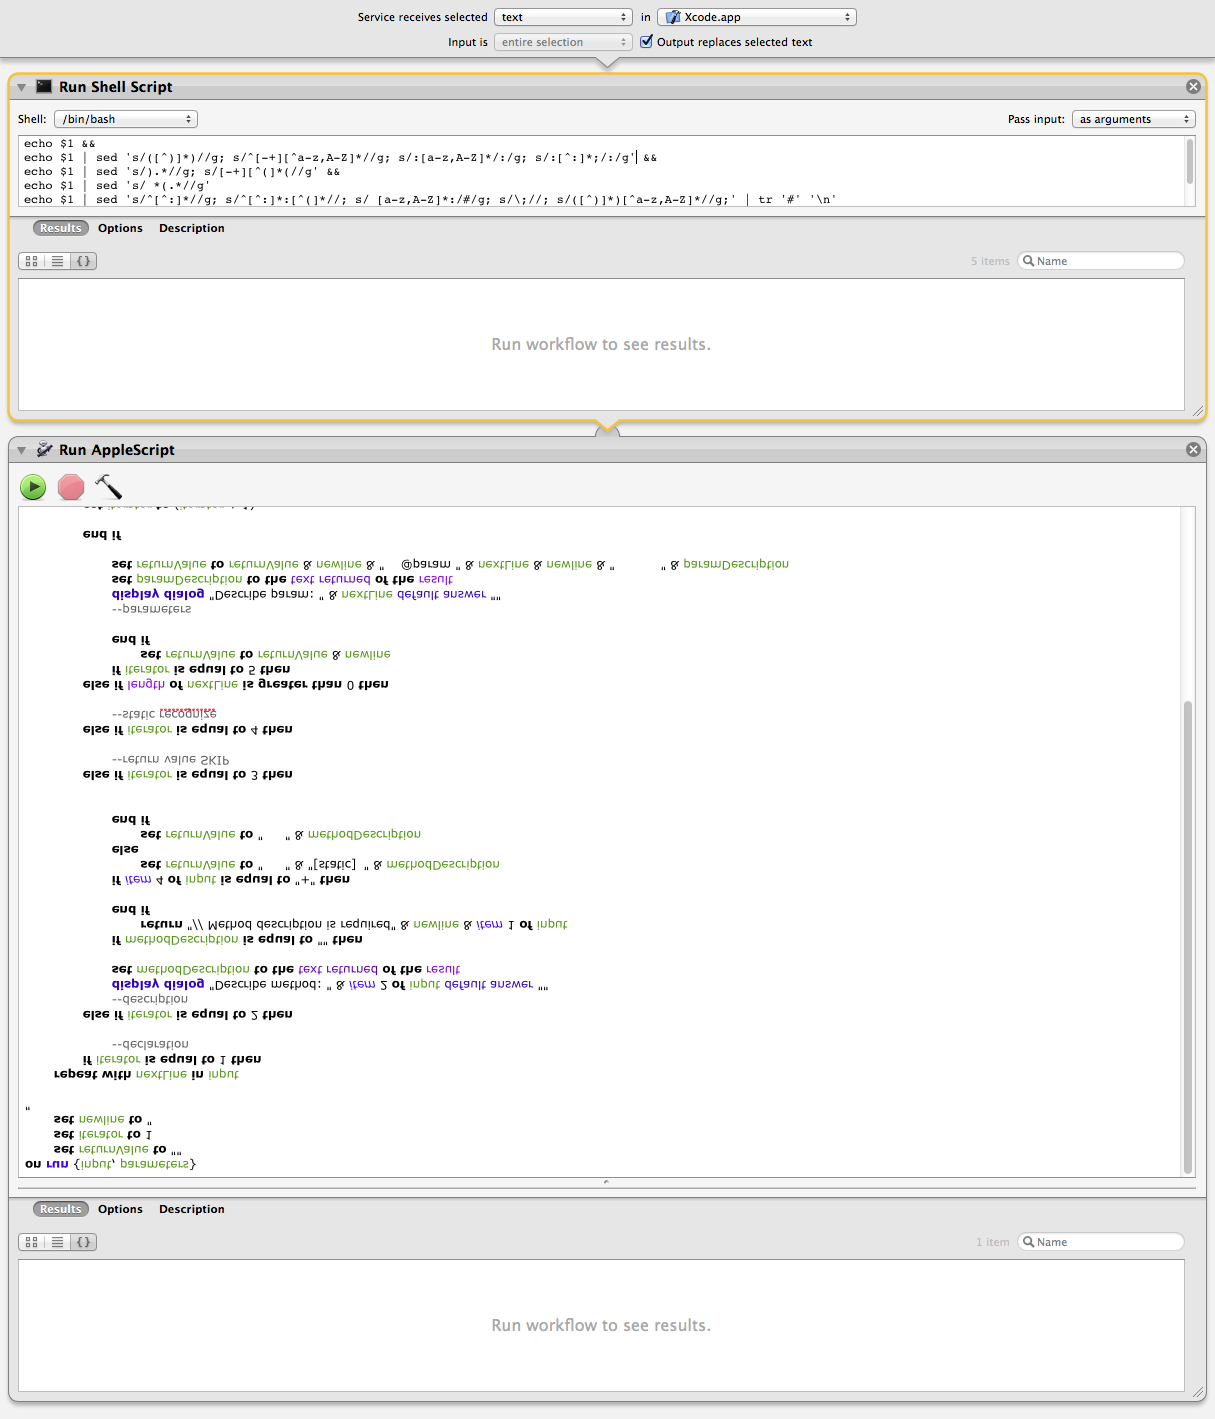 Service receives selected text in Xcode.app
Input is entire selection Output replaces selected text
Run Shell Script
Shell: /bin/bash Pass input: as arguments
echo $1 &&
echo $1 | sed 's/([^)]*)//g; s/^[-+][^a-z,A-Z]*//g; s/:[a-z,A-Z]*/:/g; s/:[^:]*;/:/g' &&
echo $1 | sed 's/).*//g; s/[-+][^(]*(//g' &&
echo $1 | sed 's/ *(.*//g'
echo $1 | sed 's/^[^:]*//g; s/^[^:]*:[^(]*//; s/ [a-z,A-Z]*:/#/g; s/\;//; s/([^)]*)[^a-z,A-Z]*//g;' | tr '#' '\n'
Results Options Description
5 items Name
Run workflow to see results.
Run AppleScript
on run {input, parameters}
set returnValue to ""
set iterator to 1
set newline to "
"
repeat with nextLine in input
if iterator is equal to 1 then
--declaration
else if iterator is equal to 2 then
--description
display dialog "Describe method: " & item 2 of input default answer ""
set methodDescription to the text returned of the result
if methodDescription is equal to "" then
return "// Method description is required" & newline & item 1 of input
end if
if item 4 of input is equal to "+" then
set returnValue to " " & "[static] " & methodDescription
else
set returnValue to " " & methodDescription
end if
else if iterator is equal to 3 then
--return value SKIP
else if iterator is equal to 4 then
--static recognize
else if length of nextLine is greater than 0 then
if iterator is equal to 5 then
set returnValue to returnValue & newline
end if
--parameters
display dialog "Describe param: " & nextLine default answer ""
set paramDescription to the text returned of the result
set returnValue to returnValue & newline & " @param " & nextLine & newline & " " & paramDescription
end if
Results Options Description
1 item Name
Run workflow to see results.